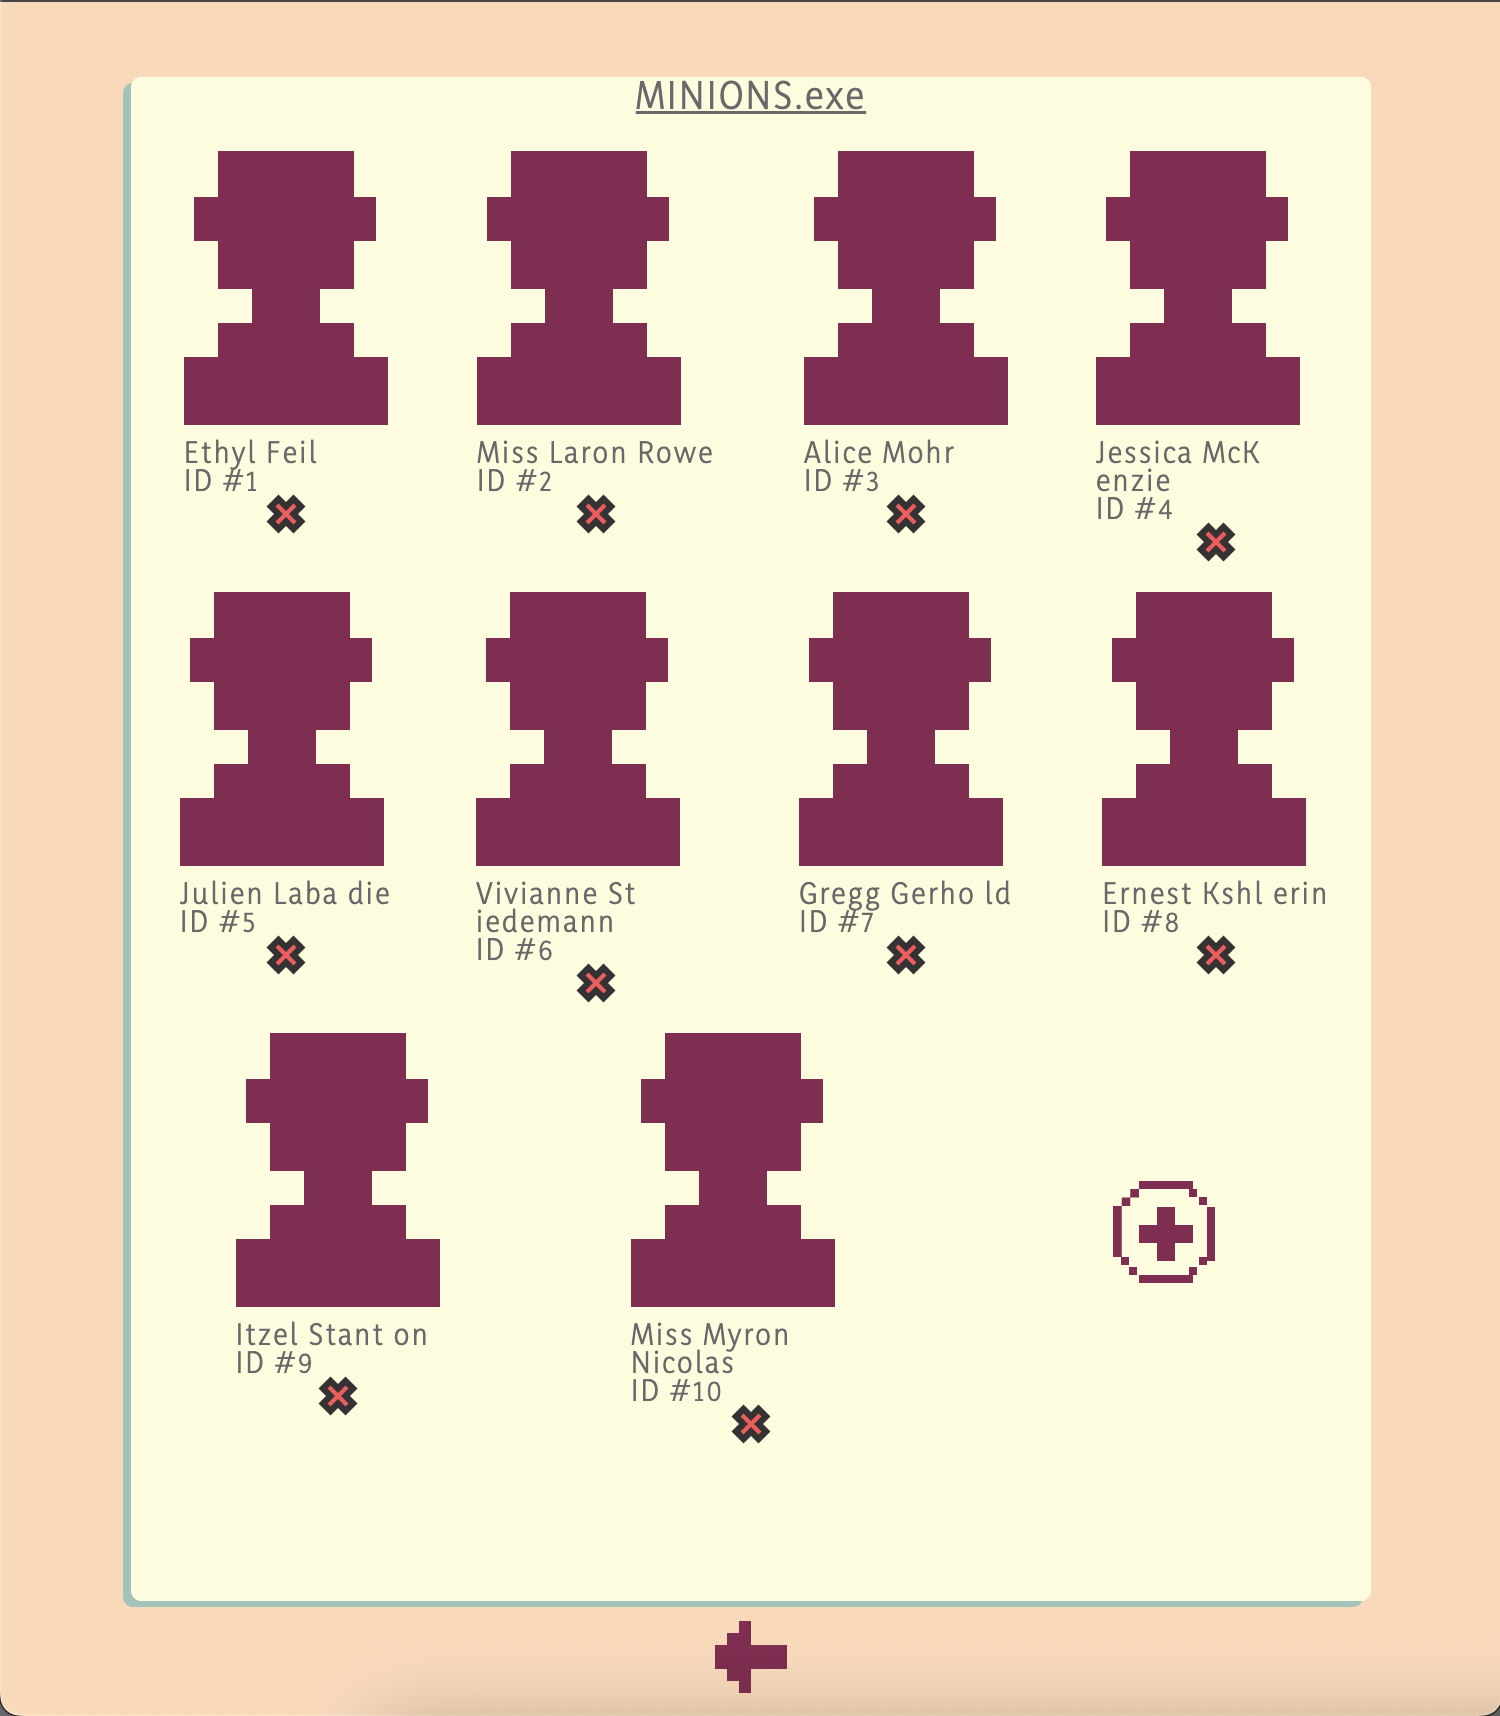 MINIONS.exe
Ethyl Feil
ID #1
Miss Laron Rowe
ID #2
Alice Mohr
ID #3
Jessica McK
enzie
ID #4
Julien Laba die
ID #5
Vivianne St
iedemann
ID #6
Gregg Gerho ld
ID #7
Ernest Kshl erin
ID #8
Itzel Stant on
ID #9
Miss Myron
Nicolas
ID #10